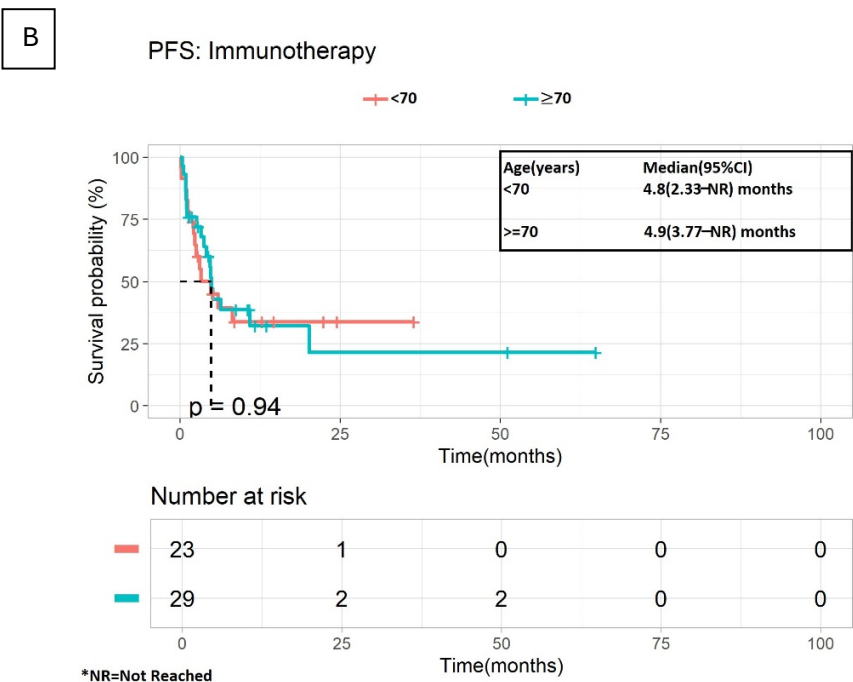 B
PFS: Immunotherapy
<70 ≥70
Survival probability (%)
100
75
50
25
0
Age(years) Median(95%CI)
<70 4.8(2.33–NR) months
>=70 4.9(3.77–NR) months
p = 0.94
0 25 50 75 100
Time(months)
Number at risk
23 1 0 0 0
29 2 2 0 0
0 25 50 75 100
Time(months)
*NR=Not Reached